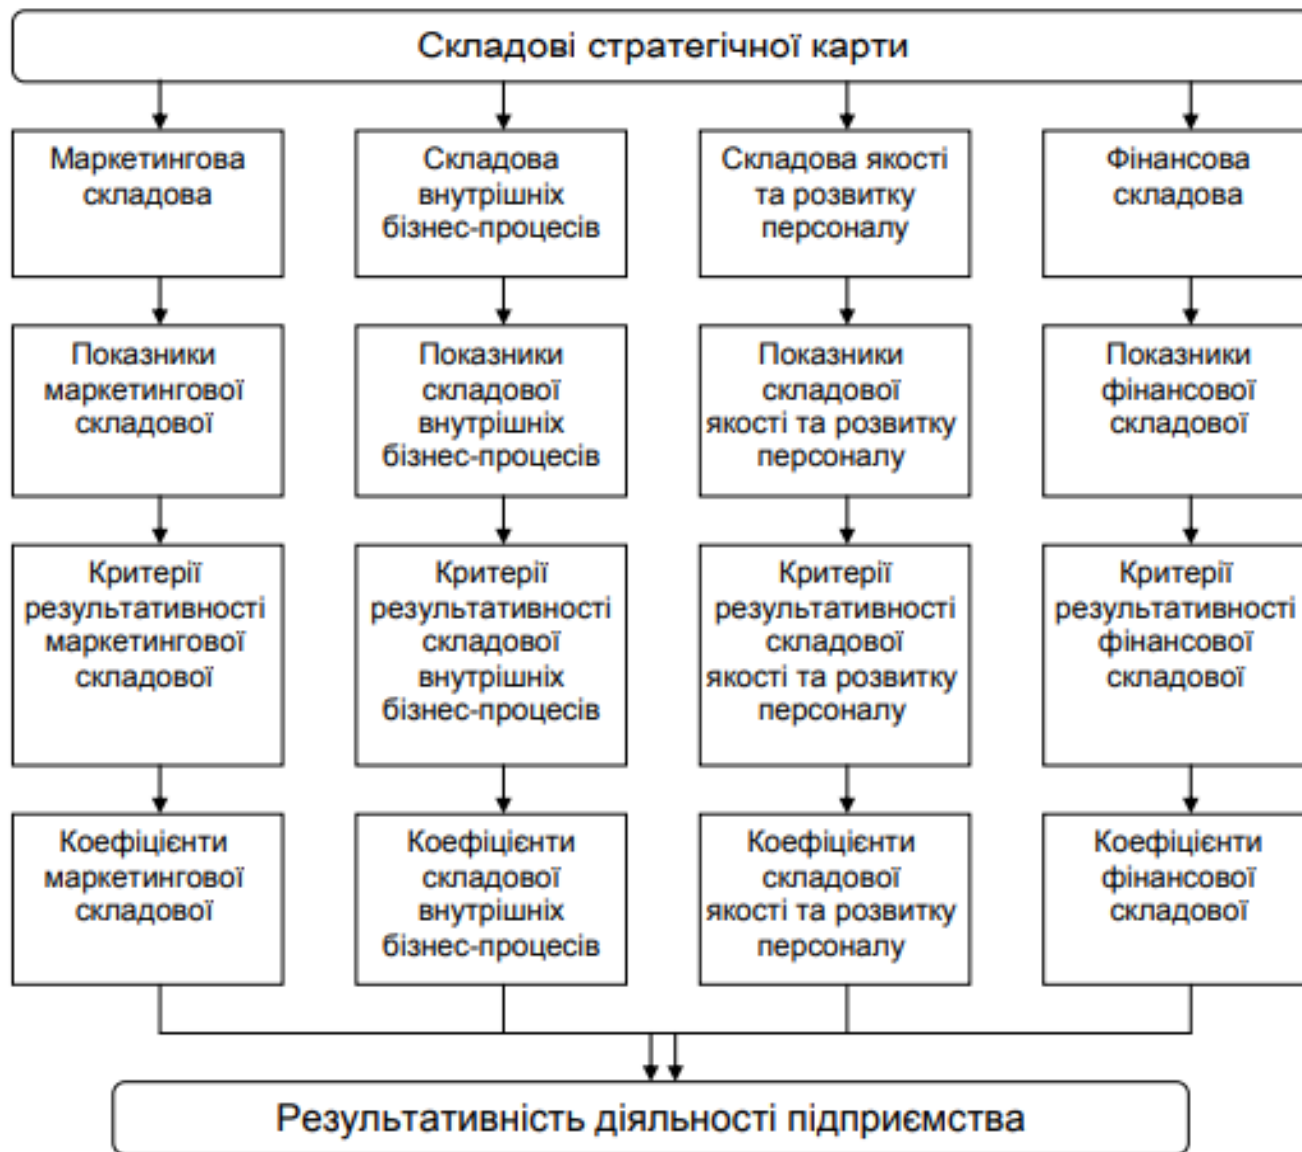 Складові стратегічної карти
Маркетингова
складова
Складова
внутрішніх
бізнес-процесів
Складова якості
та розвитку
персоналу
Фінансова
складова
Показники
маркетингової
складової
Показники
складової
внутрішніх
бізнес-процесів
Показники
складової
якості та розвитку
персоналу
Показники
фінансової
складової
Критерії
результативності
маркетингової
складової
Критерії
результативності
складової
внутрішніх
бізнес-процесів
Критерії
результативності
складової
якості та розвитку
персоналу
Критерії
результативності
фінансової
складової
Коефіцієнти
маркетингової
складової
Коефіцієнти
складової
внутрішніх
бізнес-процесів
Коефіцієнти
складової
якості та розвитку
персоналу
Коефіцієнти
фінансової
складової
Результативність діяльності підприємства